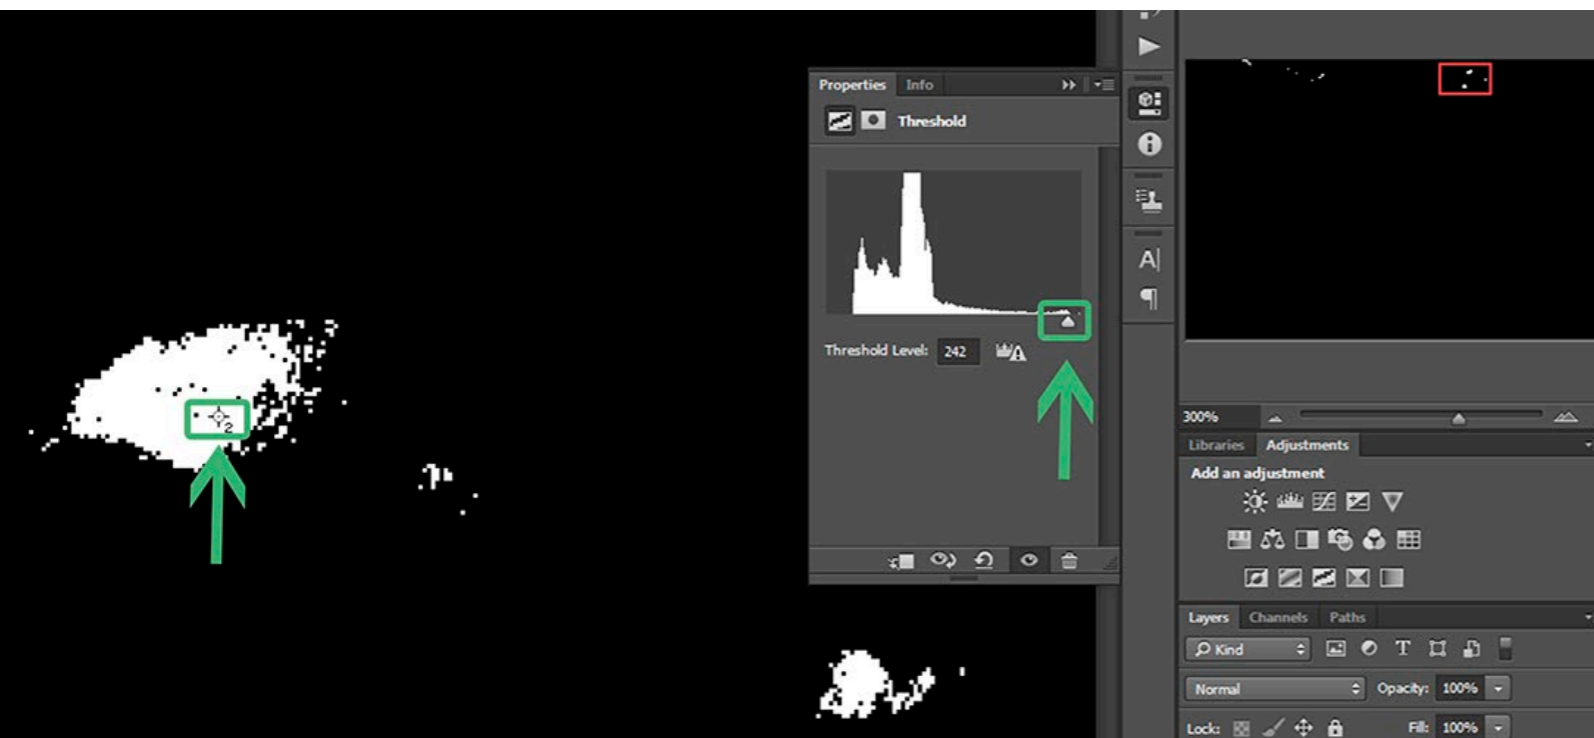 Properties Info
Threshold
Threshold Level: 242
2
A
300%
Libraries Adjustments
Add an adjustment
Layers Channels Paths
Kind
T
Normal Opacity: 100%
Lock: Fill: 100%